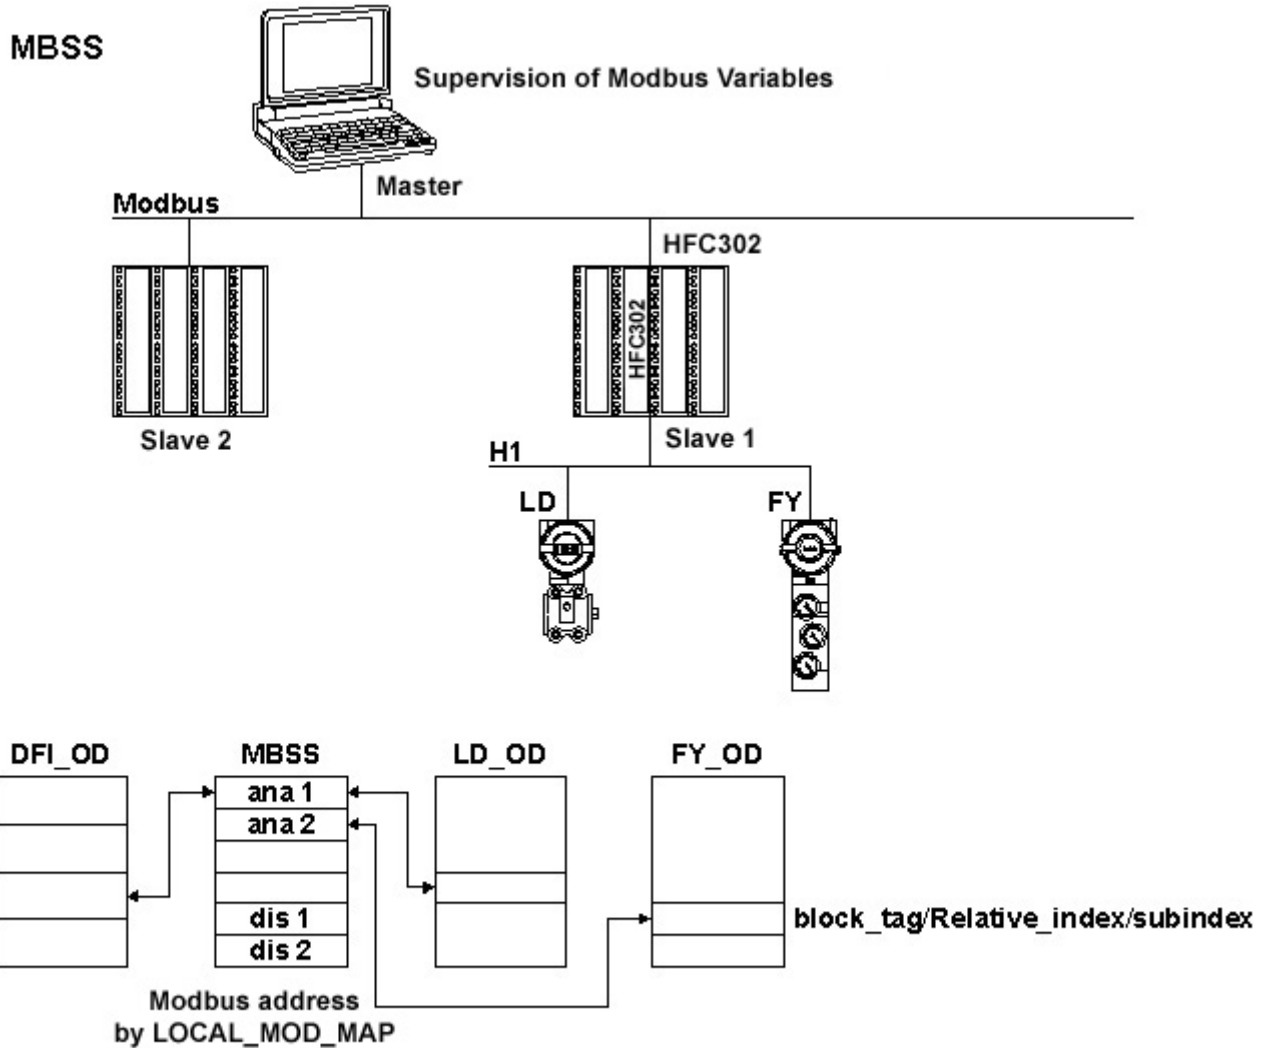 MBSS
Supervision of Modbus Variables
Master
Modbus
HFC302
HFC302
Slave 2
Slave 1
H1
LD
FY
DFI_OD
MBSS
LD_OD
FY_OD
ana 1
ana 2
dis 1
dis 2
block_tag/Relative_index/subindex
Modbus address
by LOCAL_MOD_MAP